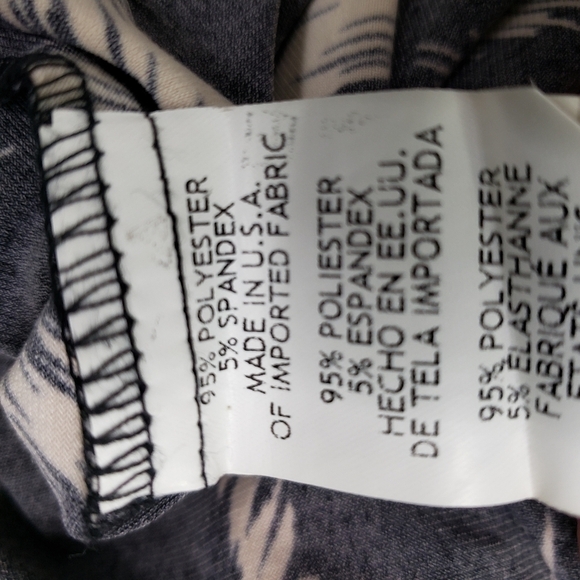 95% POLYESTER
5% SPANDEX
MADE IN U.S.A.
OF IMPORTED FABRIC
95% POLIESTER
5% ESPANDEX
HECHO EN EE.UU.
DE TELA IMPORTADA
95% POLYESTER
5% ELASTHANNE
FABRIQUE AUX